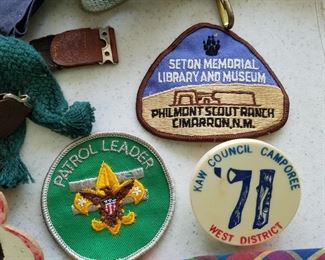 SETON MEMORIAL
LIBRARY AND MUSEUM
PHILMONT SCOUT RANCH
CIMARRON, N.M.
PATROL LEADER
KAW COUNCIL CAMPOREE
'71
WEST DISTRICT